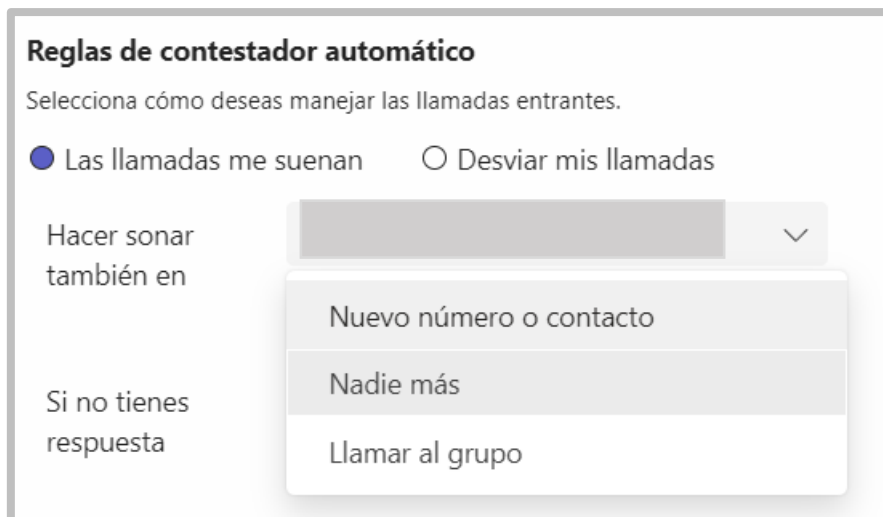 Reglas de contestador automático
Selecciona cómo deseas manejar las llamadas entrantes.
Las llamadas me suenan
Desviar mis llamadas
Hacer sonar
también en
Nuevo número o contacto
Nadie más
Llamar al grupo
Si no tienes
respuesta